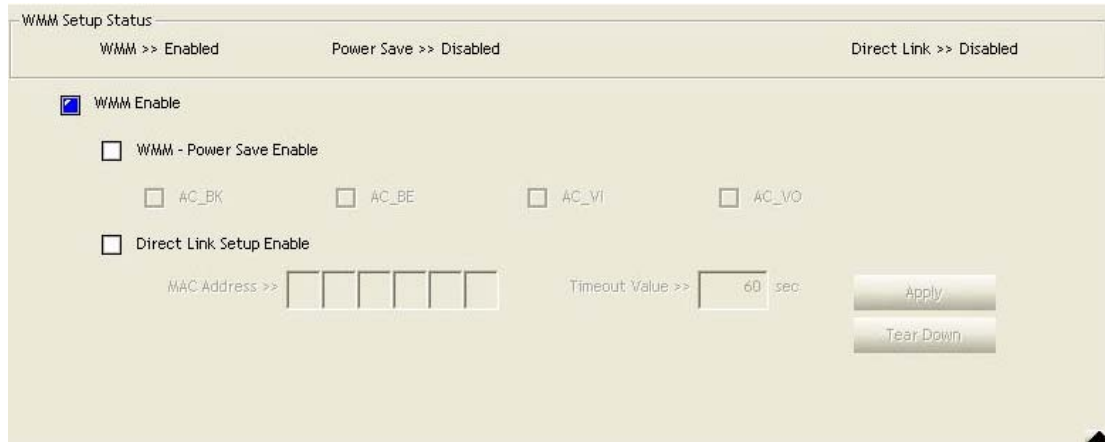 WMM Setup Status
WMM >> Enabled Power Save >> Disabled Direct Link >> Disabled
WMM Enable
WMM - Power Save Enable
AC_BK AC_BE AC_VI AC_VO
Direct Link Setup Enable
MAC Address >> Timeout Value >> 60 sec Apply
Tear Down